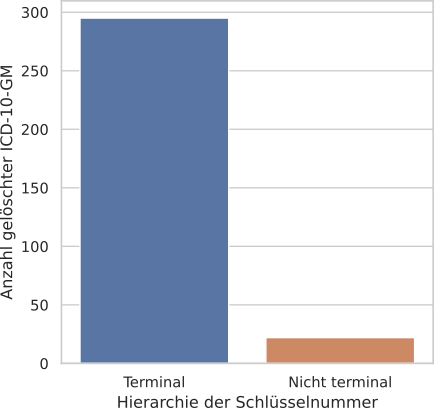 300
250
200
150
100
50
0
Anzahl gelöschter ICD-10-GM
Terminal Nicht terminal
Hierarchie der Schlüsselnummer